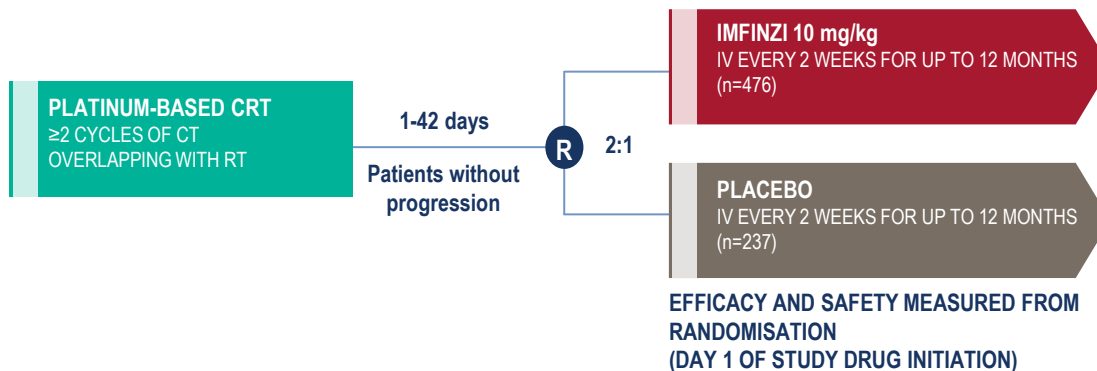 PLATINUM-BASED CRT
≥2 CYCLES OF CT
OVERLAPPING WITH RT
1-42 days
Patients without
progression
R
2:1
IMFINZI 10 mg/kg
IV EVERY 2 WEEKS FOR UP TO 12 MONTHS
(n=476)
PLACEBO
IV EVERY 2 WEEKS FOR UP TO 12 MONTHS
(n=237)
EFFICACY AND SAFETY MEASURED FROM
RANDOMISATION
(DAY 1 OF STUDY DRUG INITIATION)